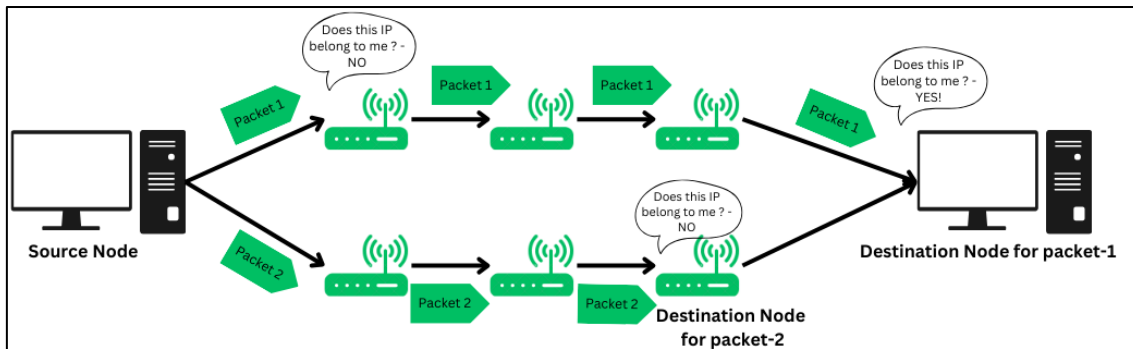 Does this IP
belong to me ? -
NO
Packet 1
Packet 1
Packet 1
Does this IP
belong to me ? -
YES!
Packet 1
Source Node
Packet 2
Packet 2
Does this IP
belong to me ? -
NO
Packet 2
Destination Node
for packet-2
Destination Node for packet-1